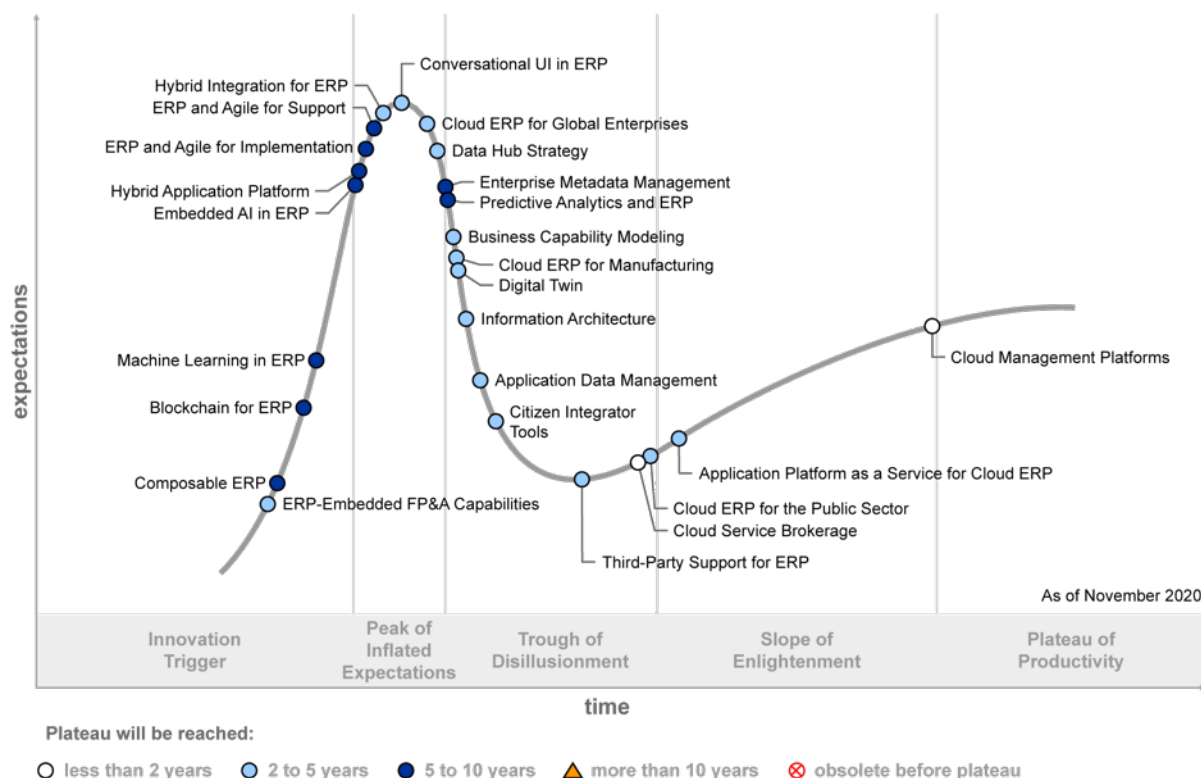 Conversational UI in ERP
Hybrid Integration for ERP
ERP and Agile for Support
Cloud ERP for Global Enterprises
ERP and Agile for Implementation
Data Hub Strategy
Hybrid Application Platform
Enterprise Metadata Management
Embedded AI in ERP
Predictive Analytics and ERP
Business Capability Modeling
Cloud ERP for Manufacturing
Digital Twin
Information Architecture
expectations
Machine Learning in ERP
Cloud Management Platforms
Application Data Management
Blockchain for ERP
Citizen Integrator
Tools
Composable ERP
Application Platform as a Service for Cloud ERP
ERP-Embedded FP&A Capabilities
Cloud ERP for the Public Sector
Cloud Service Brokerage
Third-Party Support for ERP
As of November 2020
Innovation
Trigger
Peak of
Inflated
Expectations
Trough of
Disillusionment
Slope of
Enlightenment
Plateau of
Productivity
time
Plateau will be reached:
less than 2 years
2 to 5 years
5 to 10 years
more than 10 years
obsolete before plateau